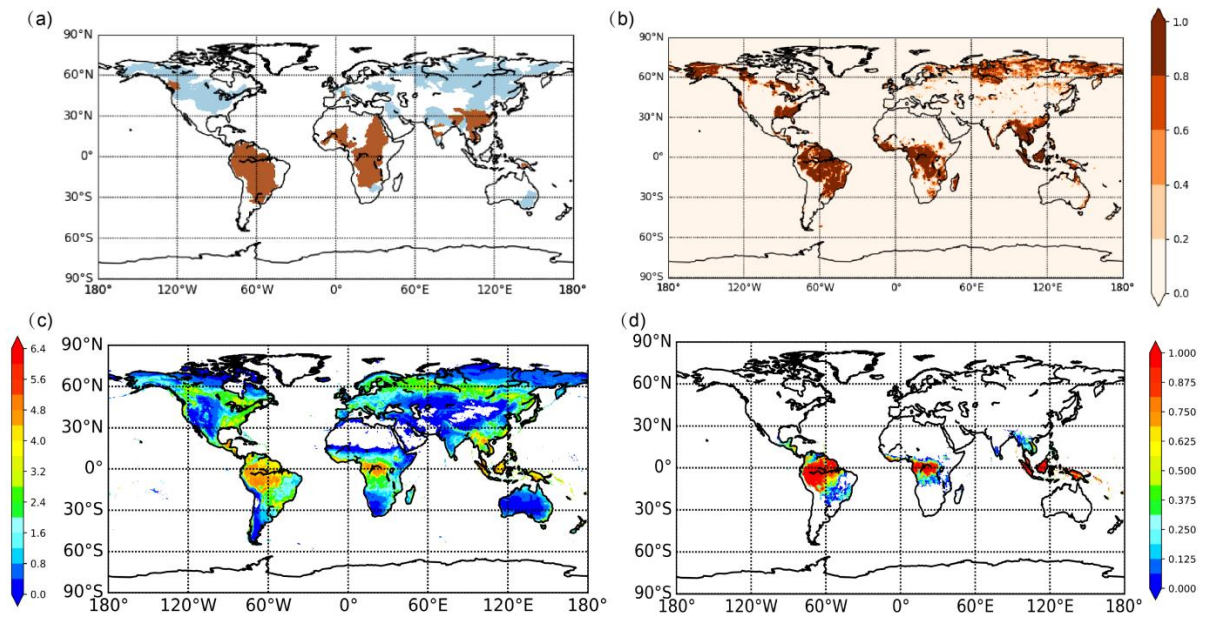 (a)
90°N
60°N
30°N
0°
30°S
60°S
90°S
180° 120°W 60°W 0° 60°E 120°E 180°
(b)
90°N
60°N
30°N
0°
30°S
60°S
90°S
180° 120°W 60°W 0° 60°E 120°E 180°
1.0
0.8
0.6
0.4
0.2
0.0
(c)
6.4
5.6
4.8
4.0
3.2
2.4
1.6
0.8
0.0
90°N
60°N
30°N
0°
30°S
60°S
90°S
180° 120°W 60°W 0° 60°E 120°E 180°
(d)
90°N
60°N
30°N
0°
30°S
60°S
90°S
180° 120°W 60°W 0° 60°E 120°E 180°
1.000
0.875
0.750
0.625
0.500
0.375
0.250
0.125
0.000